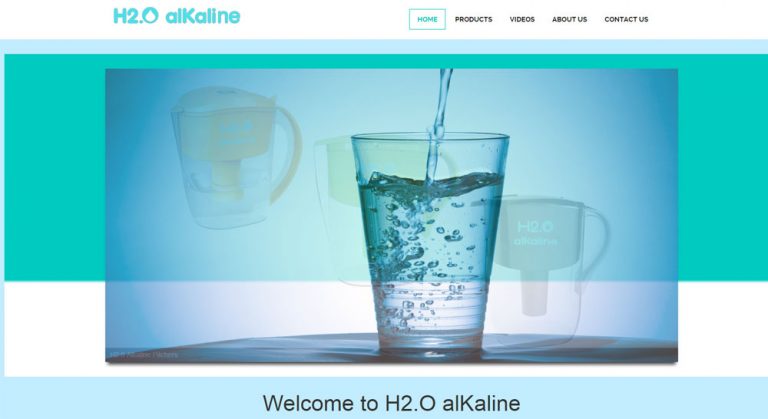 H2.O alKaline
HOME PRODUCTS VIDEOS ABOUT US CONTACT US
H2.O
H2.O
alKaline
H2.O Alkaline Pitchers
Welcome to H2.O alKaline